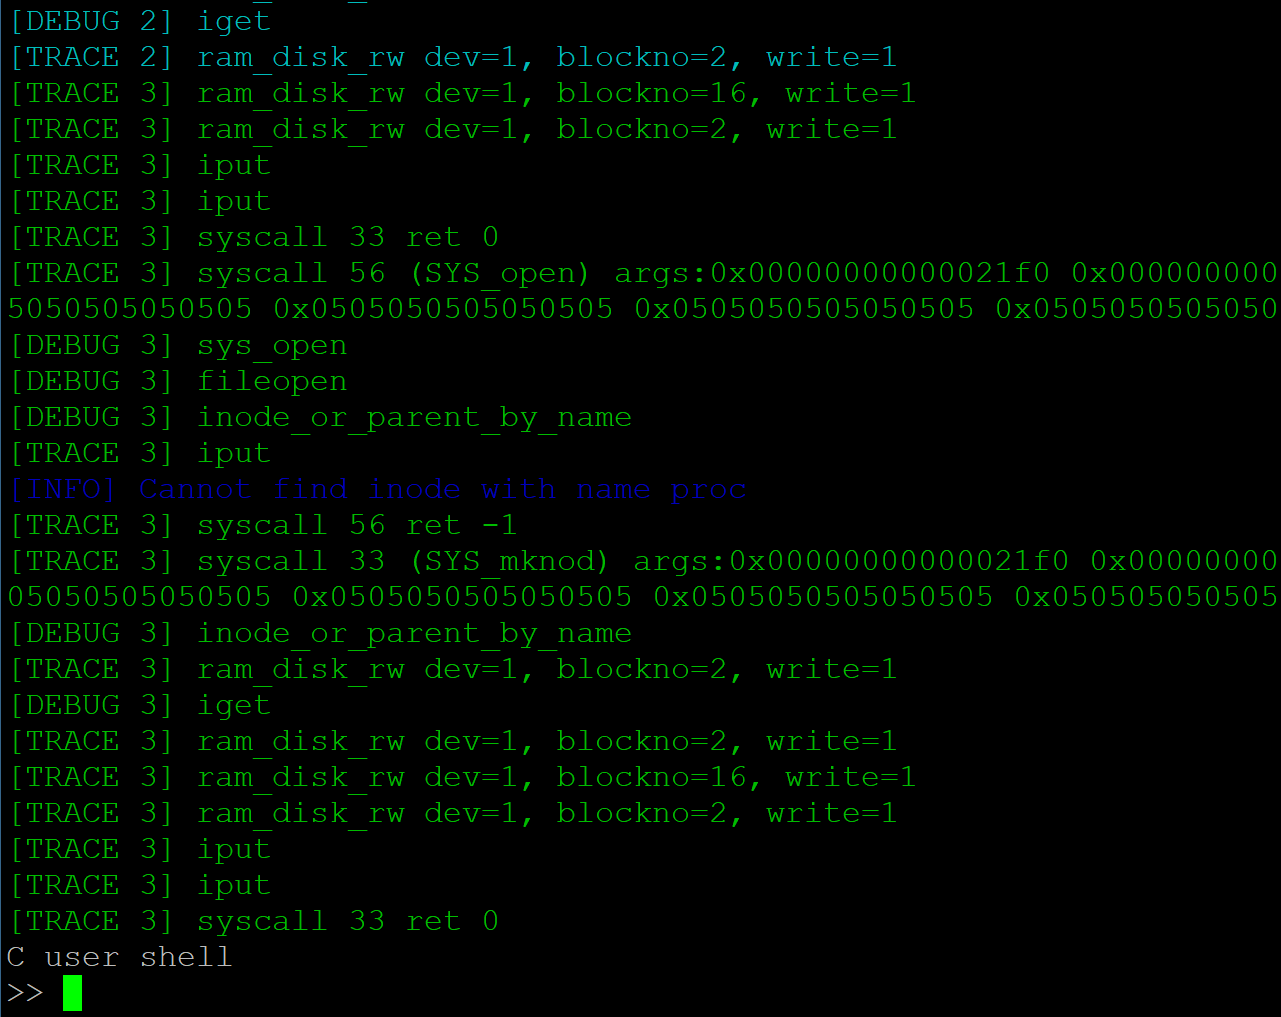 [DEBUG 2] iget
[TRACE 2] ram_disk_rw dev=1, blockno=2, write=1
[TRACE 3] ram_disk_rw dev=1, blockno=16, write=1
[TRACE 3] ram_disk_rw dev=1, blockno=2, write=1
[TRACE 3] iput
[TRACE 3] iput
[TRACE 3] syscall 33 ret 0
[TRACE 3] syscall 56 (SYS_open) args:0x00000000000021f0 0x000000000
5050505050505 0x0505050505050505 0x0505050505050505 0x0505050505050
[DEBUG 3] sys_open
[DEBUG 3] fileopen
[DEBUG 3] inode_or_parent_by_name
[TRACE 3] iput
[INFO] Cannot find inode with name proc
[TRACE 3] syscall 56 ret -1
[TRACE 3] syscall 33 (SYS_mknod) args:0x00000000000021f0 0x00000000
05050505050505 0x0505050505050505 0x0505050505050505 0x050505050505
[DEBUG 3] inode_or_parent_by_name
[TRACE 3] ram_disk_rw dev=1, blockno=2, write=1
[DEBUG 3] iget
[TRACE 3] ram_disk_rw dev=1, blockno=2, write=1
[TRACE 3] ram_disk_rw dev=1, blockno=16, write=1
[TRACE 3] ram_disk_rw dev=1, blockno=2, write=1
[TRACE 3] iput
[TRACE 3] iput
[TRACE 3] syscall 33 ret 0
C user shell
>>